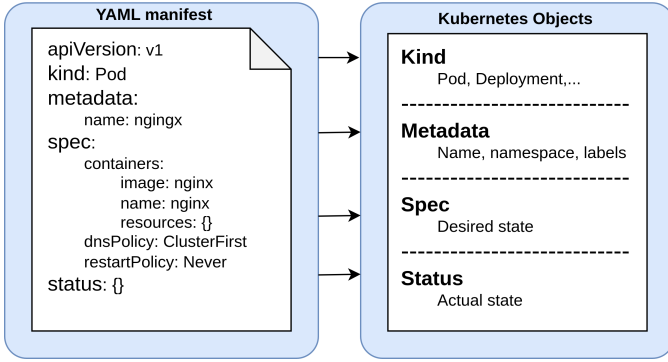 YAML manifest
apiVersion: v1
kind: Pod
metadata:
name: ngingx
spec:
containers:
image: nginx
name: nginx
resources: {}
dnsPolicy: ClusterFirst
restartPolicy: Never
status: {}
Kubernetes Objects
Kind
Pod, Deployment,...
Metadata
Name, namespace, labels
Spec
Desired state
Status
Actual state